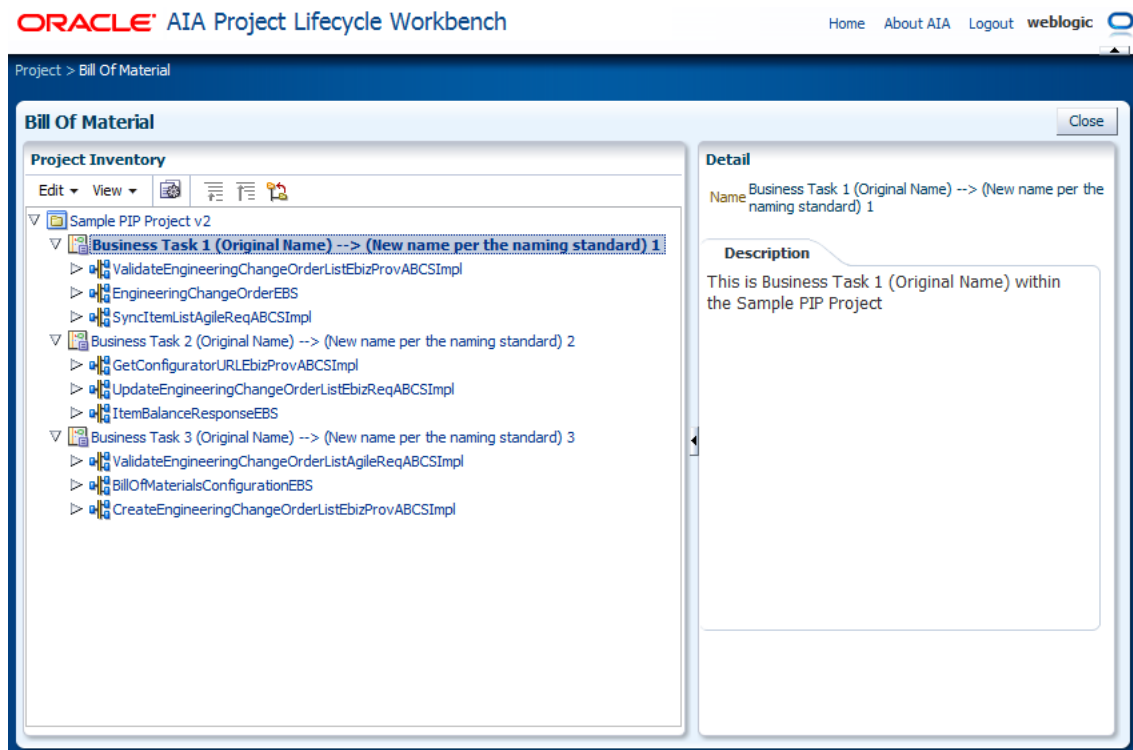 ORACLE AIA Project Lifecycle Workbench
Home About AIA Logout weblogic
Project > Bill Of Material
Bill Of Material
Close
Project Inventory
Edit View
Sample PIP Project v2
Business Task 1 (Original Name) --> (New name per the naming standard) 1
ValidateEngineeringChangeOrderListEbizProvABCSImpl
EngineeringChangeOrderEBS
SyncItemListAgileReqABCSImpl
Business Task 2 (Original Name) --> (New name per the naming standard) 2
GetConfiguratorURLEbizProvABCSImpl
UpdateEngineeringChangeOrderListEbizReqABCSImpl
ItemBalanceResponseEBS
Business Task 3 (Original Name) --> (New name per the naming standard) 3
ValidateEngineeringChangeOrderListAgileReqABCSImpl
BillOfMaterialsConfigurationEBS
CreateEngineeringChangeOrderListEbizProvABCSImpl
Detail
Name Business Task 1 (Original Name) --> (New name per the
naming standard) 1
Description
This is Business Task 1 (Original Name) within
the Sample PIP Project